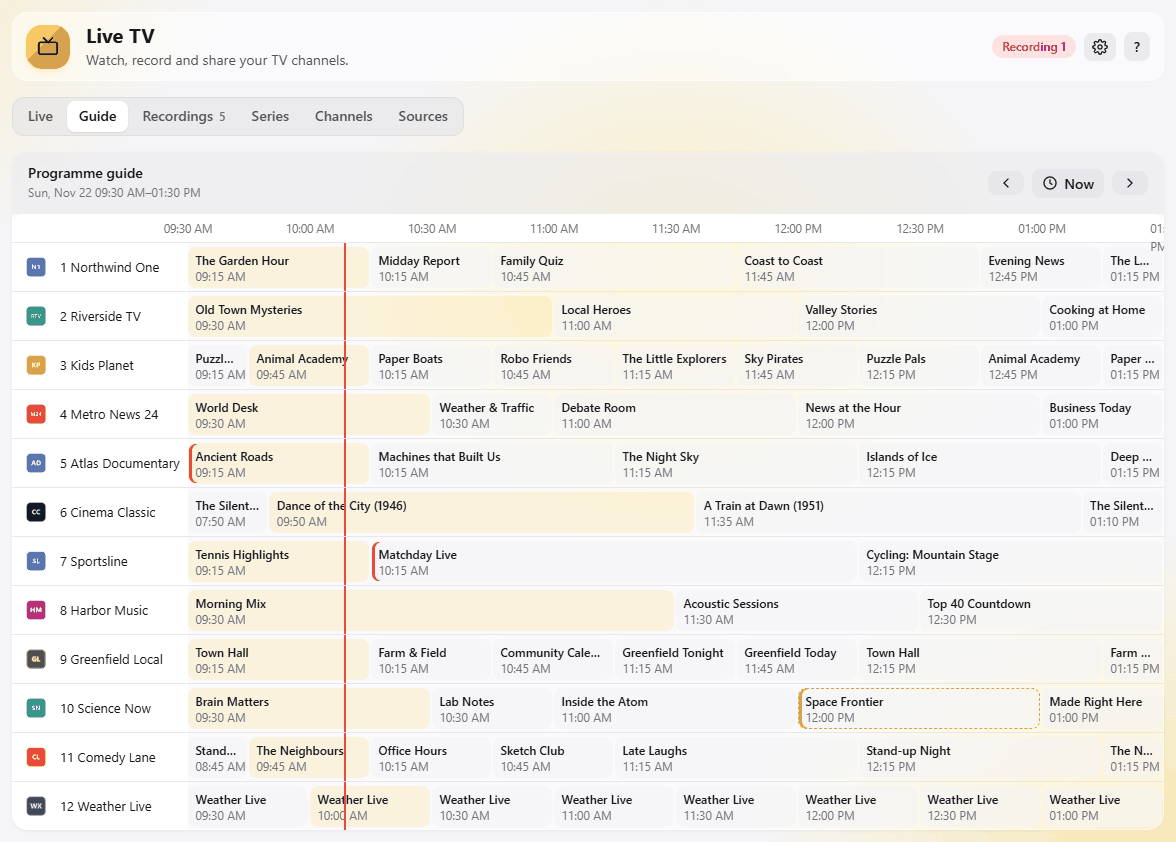 Live TV
Watch, record and share your TV channels.
Recording 1
?
Live Guide Recordings 5 Series Channels Sources
Programme guide
Sun, Nov 22 09:30 AM–01:30 PM
Now
09:30 AM 10:00 AM 10:30 AM 11:00 AM 11:30 AM 12:00 PM 12:30 PM 01:00 PM 01:
PM
N1 1 Northwind One
The Garden Hour Midday Report Family Quiz Coast to Coast Evening News The L...
09:15 AM 10:15 AM 10:45 AM 11:45 AM 12:45 PM 01:15 PM
RTV 2 Riverside TV
Old Town Mysteries Local Heroes Valley Stories Cooking at Home
09:30 AM 11:00 AM 12:00 PM 01:00 PM
KP 3 Kids Planet
Puzzl... Animal Academy Paper Boats Robo Friends The Little Explorers Sky Pirates Puzzle Pals Animal Academy Paper ...
09:15 AM 09:45 AM 10:15 AM 10:45 AM 11:15 AM 11:45 AM 12:15 PM 12:45 PM 01:15 PM
M24 4 Metro News 24
World Desk Weather & Traffic Debate Room News at the Hour Business Today
09:30 AM 10:30 AM 11:00 AM 12:00 PM 01:00 PM
AD 5 Atlas Documentary
Ancient Roads Machines that Built Us The Night Sky Islands of Ice Deep ...
09:15 AM 10:15 AM 11:15 AM 12:15 PM 01:15 PM
CC 6 Cinema Classic
The Silent... Dance of the City (1946) A Train at Dawn (1951) The Silent...
07:50 AM 09:50 AM 11:35 AM 01:10 PM
SL 7 Sportsline
Tennis Highlights Matchday Live Cycling: Mountain Stage
09:15 AM 10:15 AM 12:15 PM
HM 8 Harbor Music
Morning Mix Acoustic Sessions Top 40 Countdown
09:30 AM 11:30 AM 12:30 PM
GL 9 Greenfield Local
Town Hall Farm & Field Community Cale... Greenfield Tonight Greenfield Today Town Hall Farm ...
09:15 AM 10:15 AM 10:45 AM 11:15 AM 11:45 AM 12:15 PM 01:15 PM
SN 10 Science Now
Brain Matters Lab Notes Inside the Atom Space Frontier Made Right Here
09:30 AM 10:30 AM 11:00 AM 12:00 PM 01:00 PM
CL 11 Comedy Lane
Stand... The Neighbours Office Hours Sketch Club Late Laughs Stand-up Night The N...
08:45 AM 09:45 AM 10:15 AM 10:45 AM 11:15 AM 12:15 PM 01:15 PM
WX 12 Weather Live
Weather Live Weather Live Weather Live Weather Live Weather Live Weather Live Weather Live Weather Live
09:30 AM 10:00 AM 10:30 AM 11:00 AM 11:30 AM 12:00 PM 12:30 PM 01:00 PM